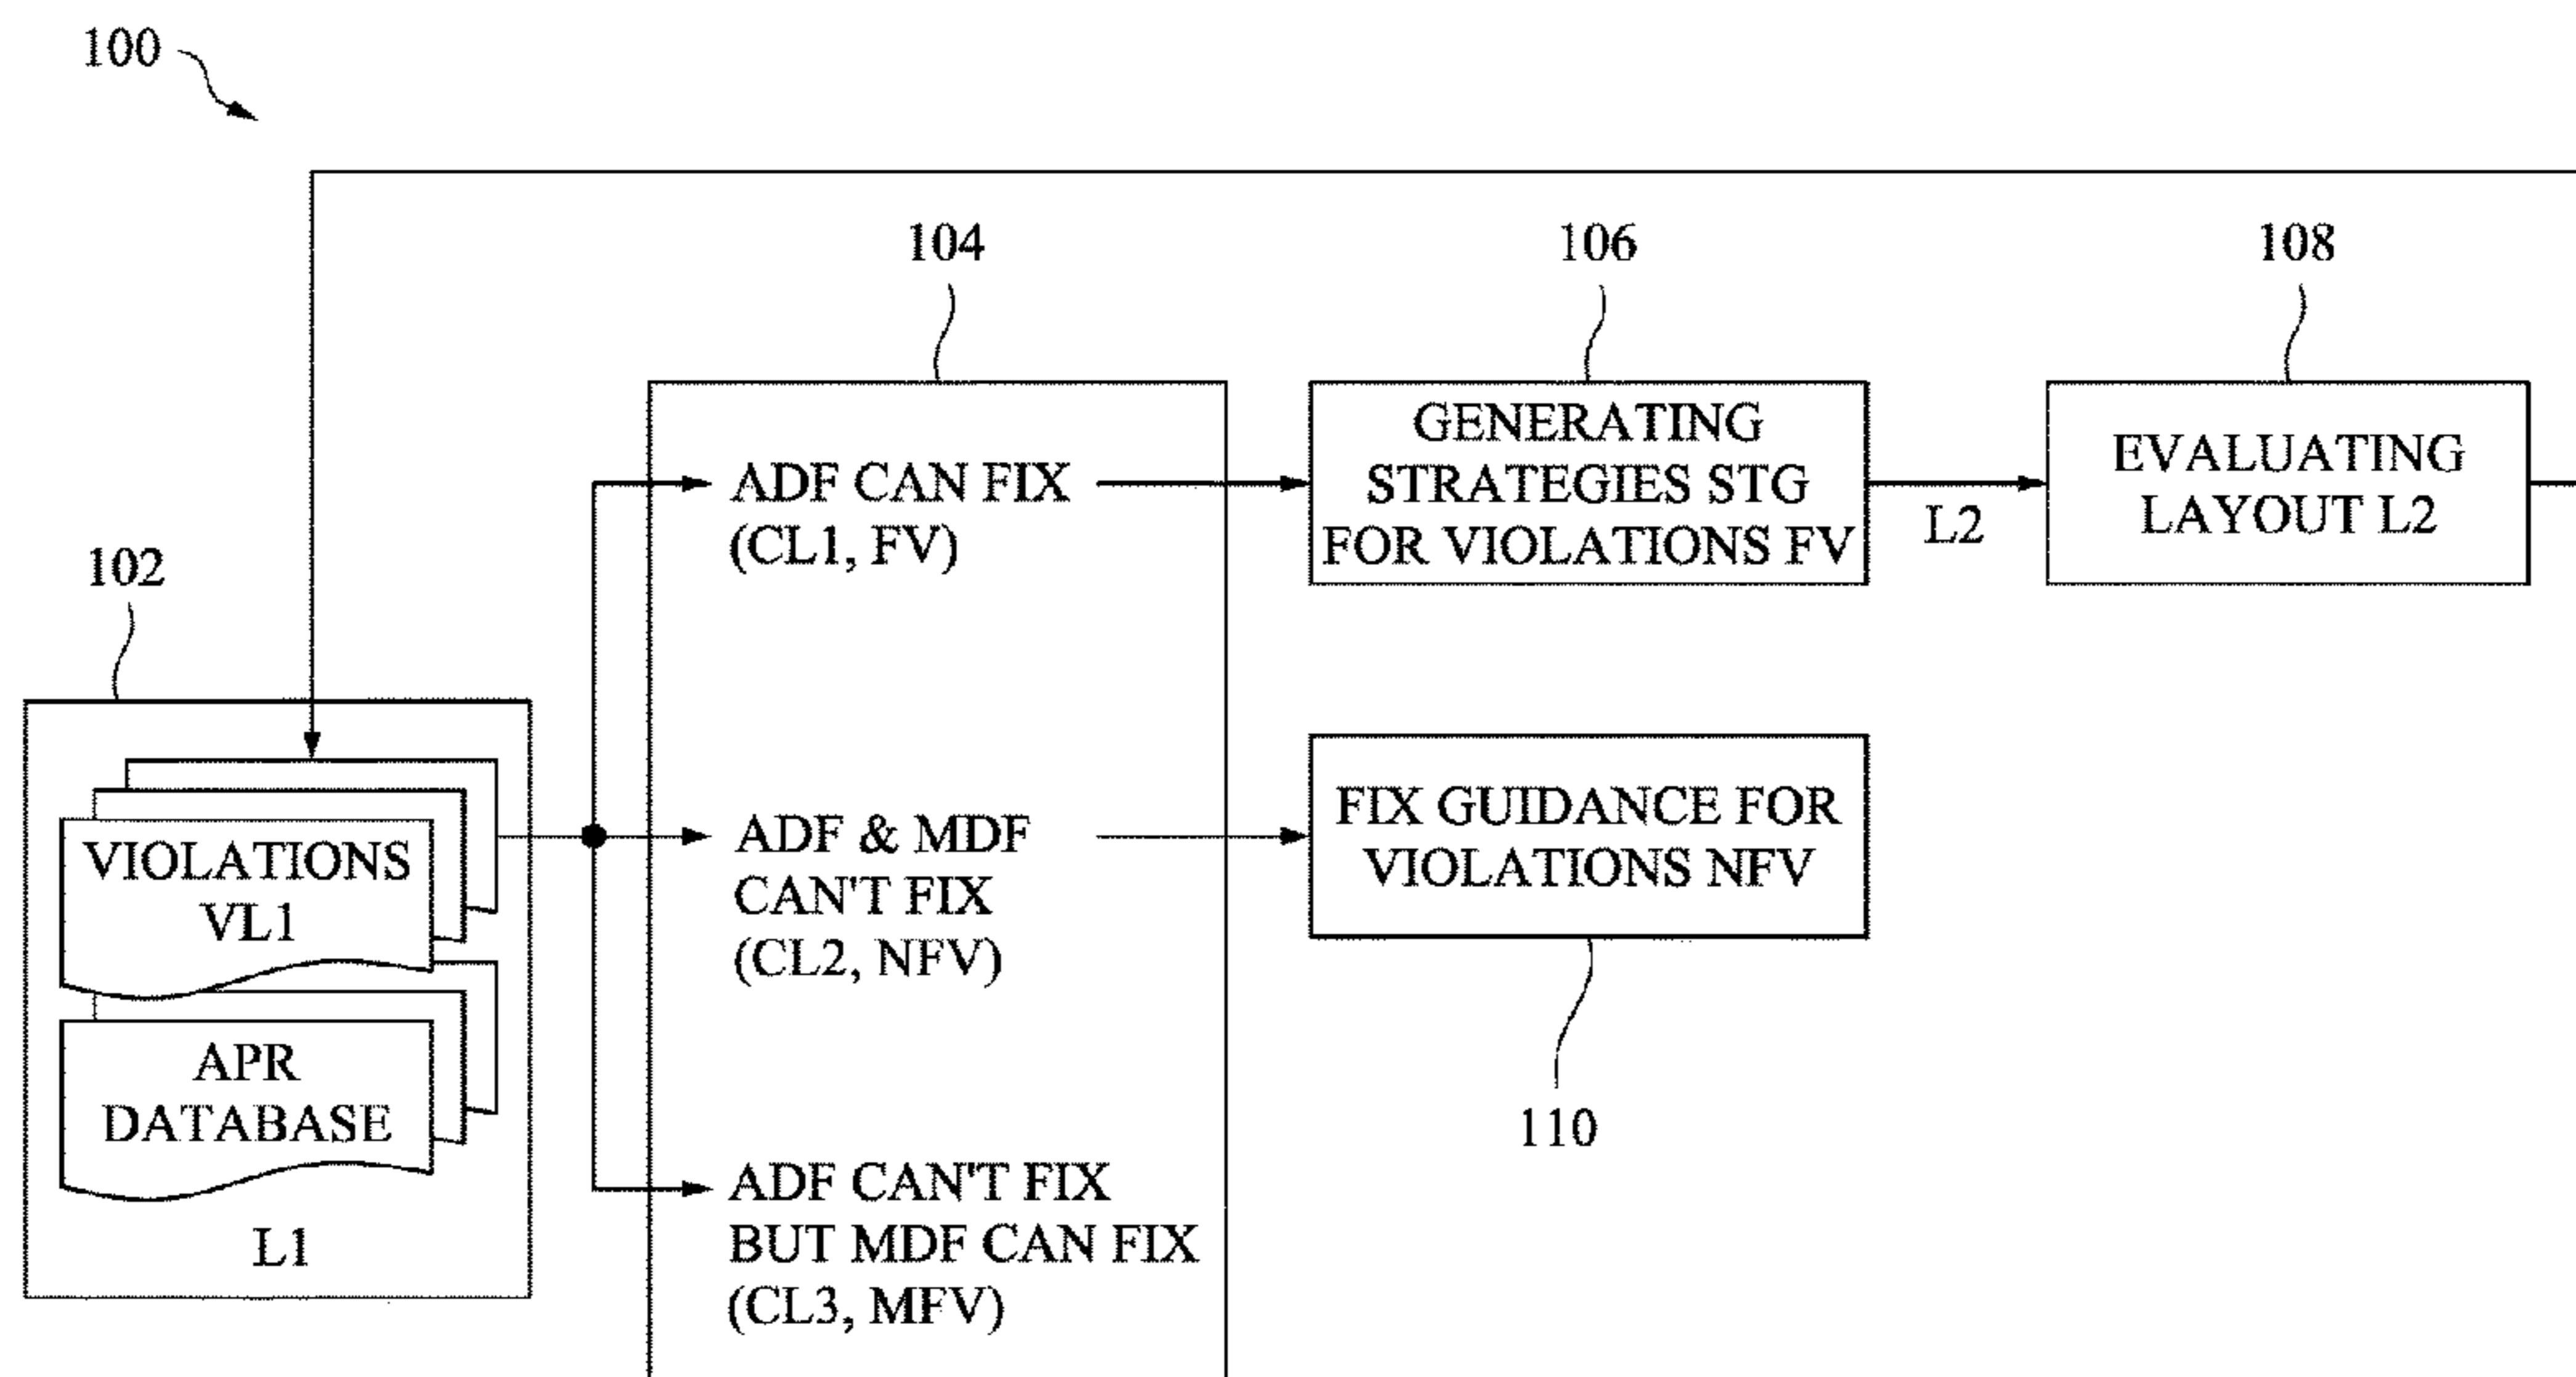 100
104
106
108
ADF CAN FIX
(CL1, FV)
GENERATING
STRATEGIES STG
FOR VIOLATIONS FV
L2
EVALUATING
LAYOUT L2
102
VIOLATIONS
VL1
APR
DATABASE
L1
ADF & MDF
CAN'T FIX
(CL2, NFV)
FIX GUIDANCE FOR
VIOLATIONS NFV
110
ADF CAN'T FIX
BUT MDF CAN FIX
(CL3, MFV)